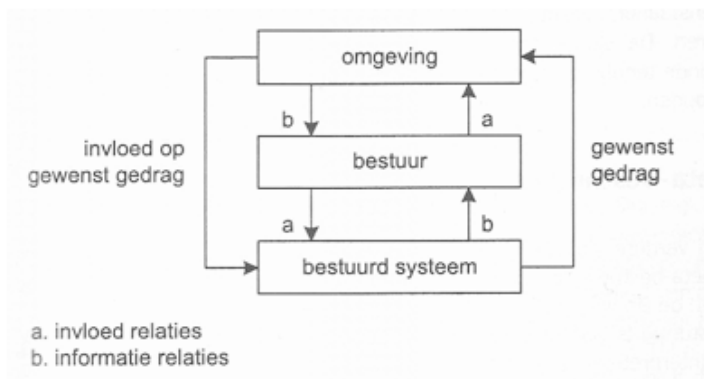 omgeving
b
a
invloed op
gewenst gedrag
bestuur
gewenst
gedrag
a
b
bestuurd systeem
a. invloed relaties
b. informatie relaties